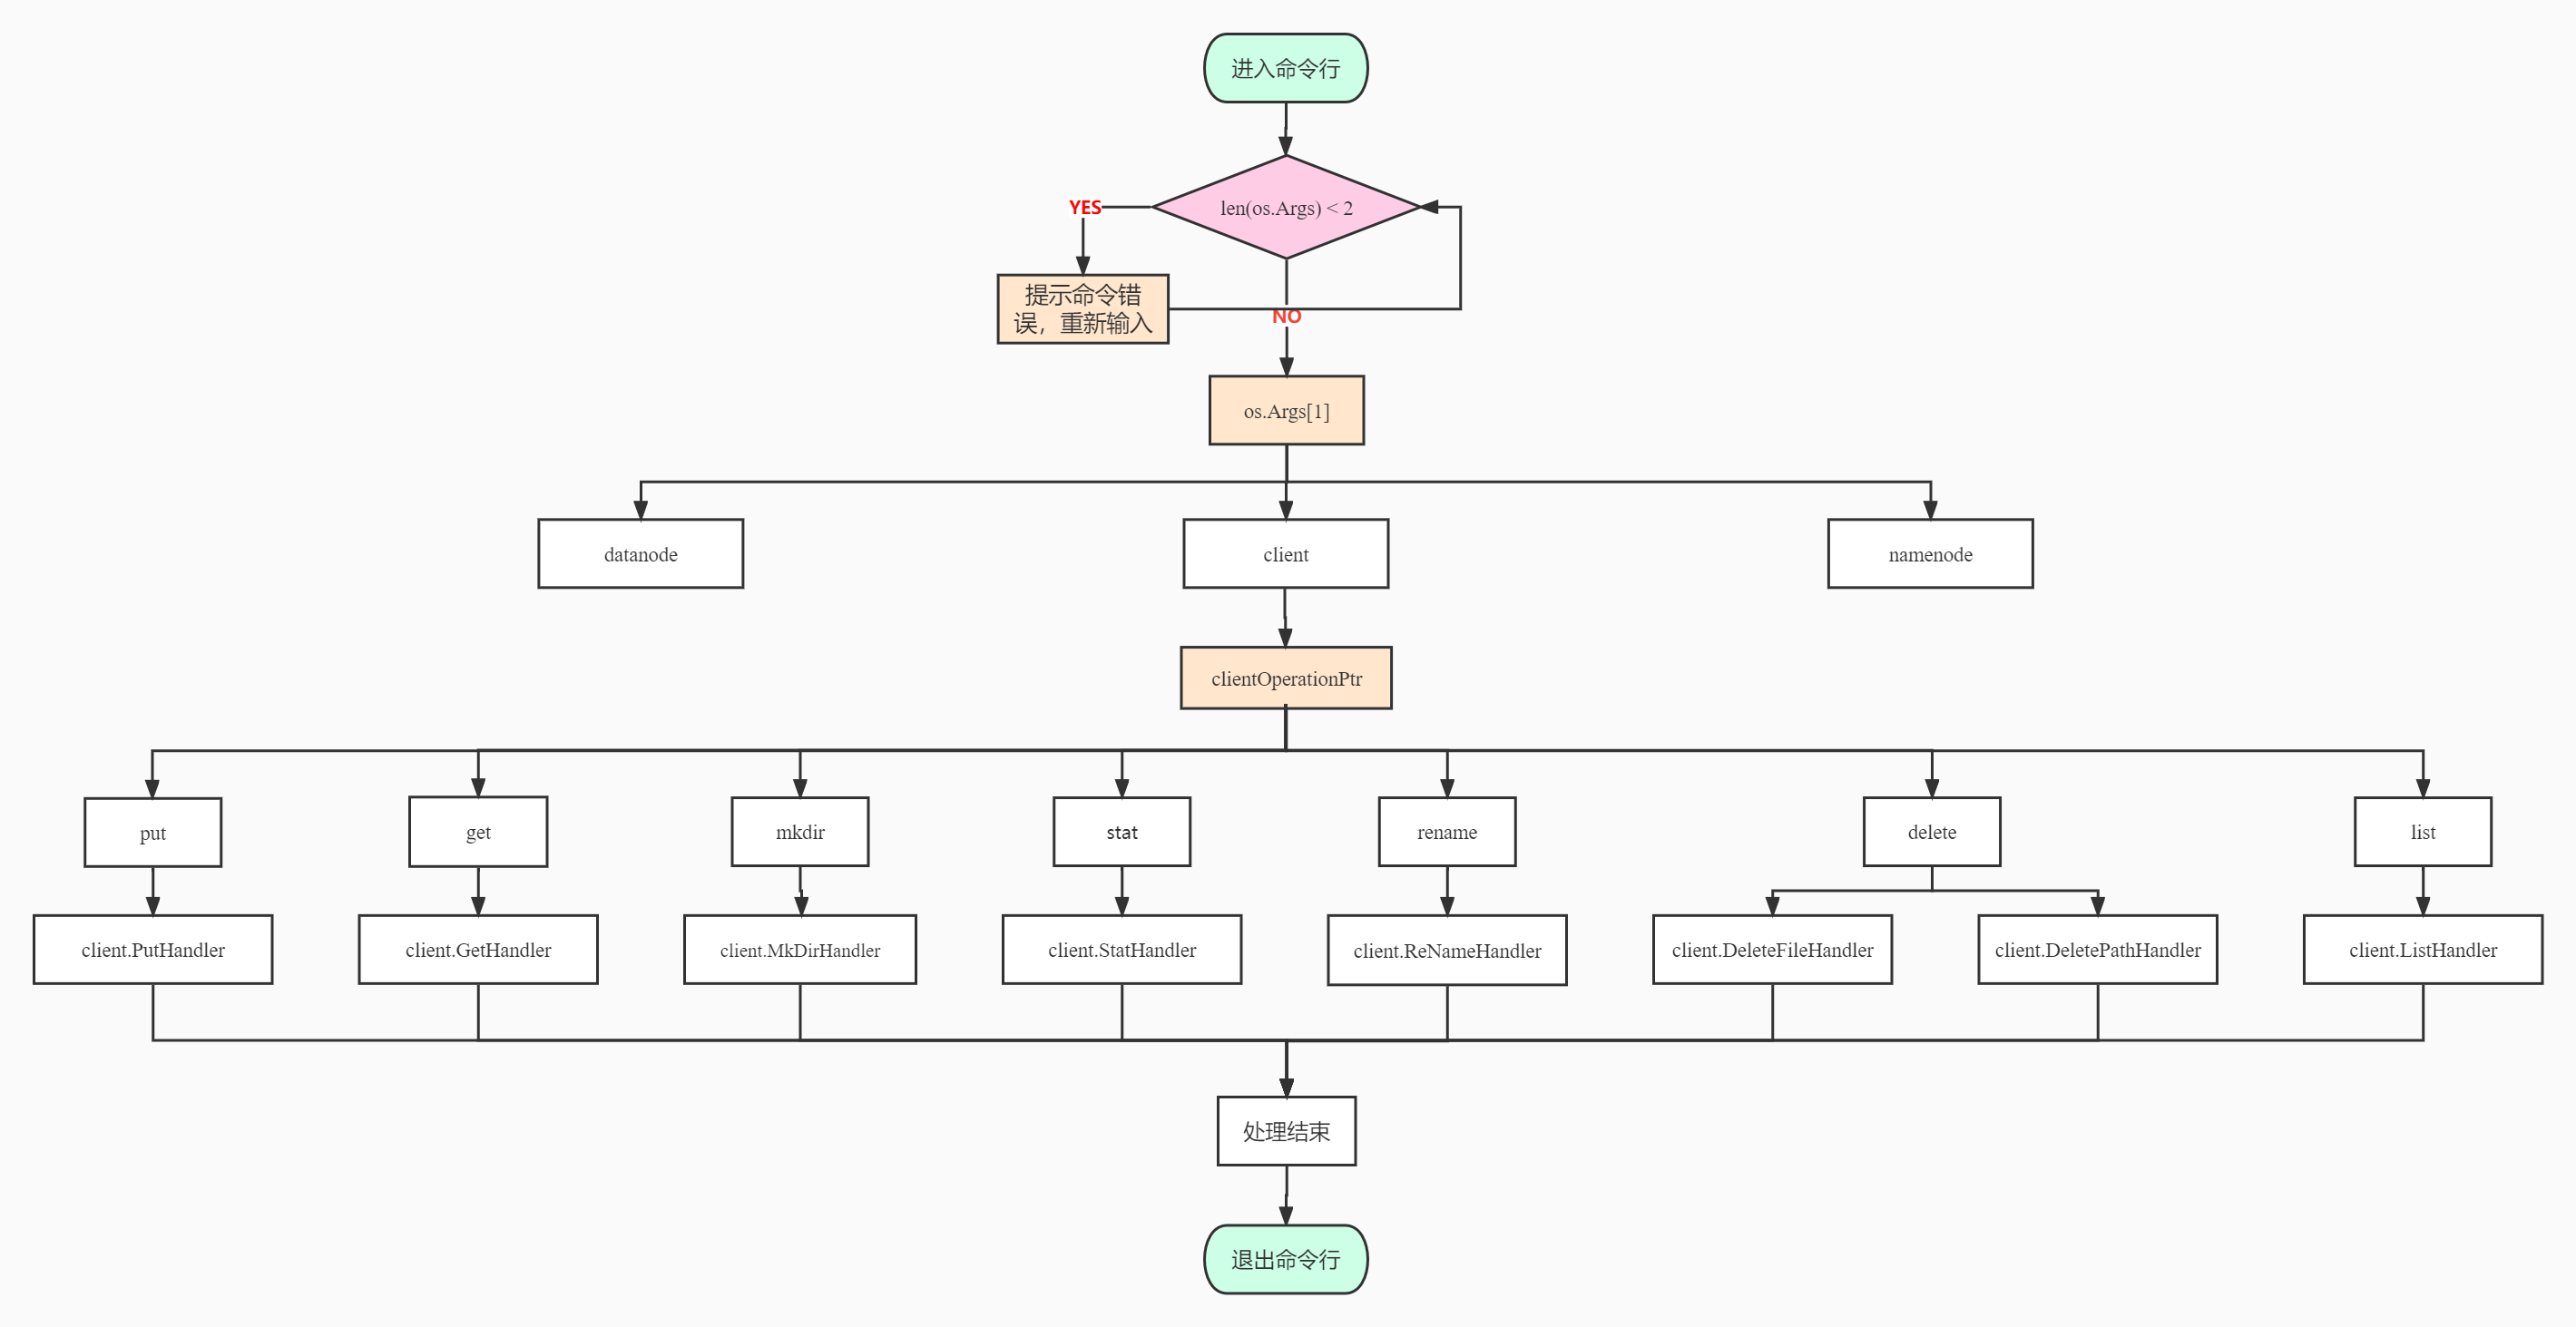 进入命令行
len(os.Args) < 2
YES
提示命令错
误，重新输入
NO
os.Args[1]
datanode
client
namenode
clientOperationPtr
put
get
mkdir
stat
rename
delete
list
client.PutHandler
client.GetHandler
client.MkDirHandler
client.StatHandler
client.ReNameHandler
client.DeleteFileHandler
client.DeletePathHandler
client.ListHandler
处理结束
退出命令行